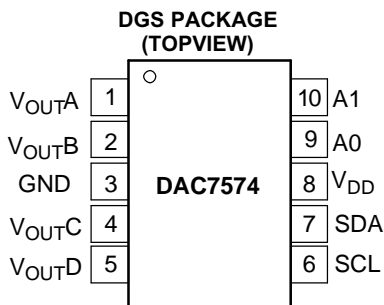 DGS PACKAGE
(TOPVIEW)
VOUTA 1 10 A1
VOUTB 2 9 A0
GND 3 DAC7574 8 VDD
VOUTC 4 7 SDA
VOUTD 5 6 SCL